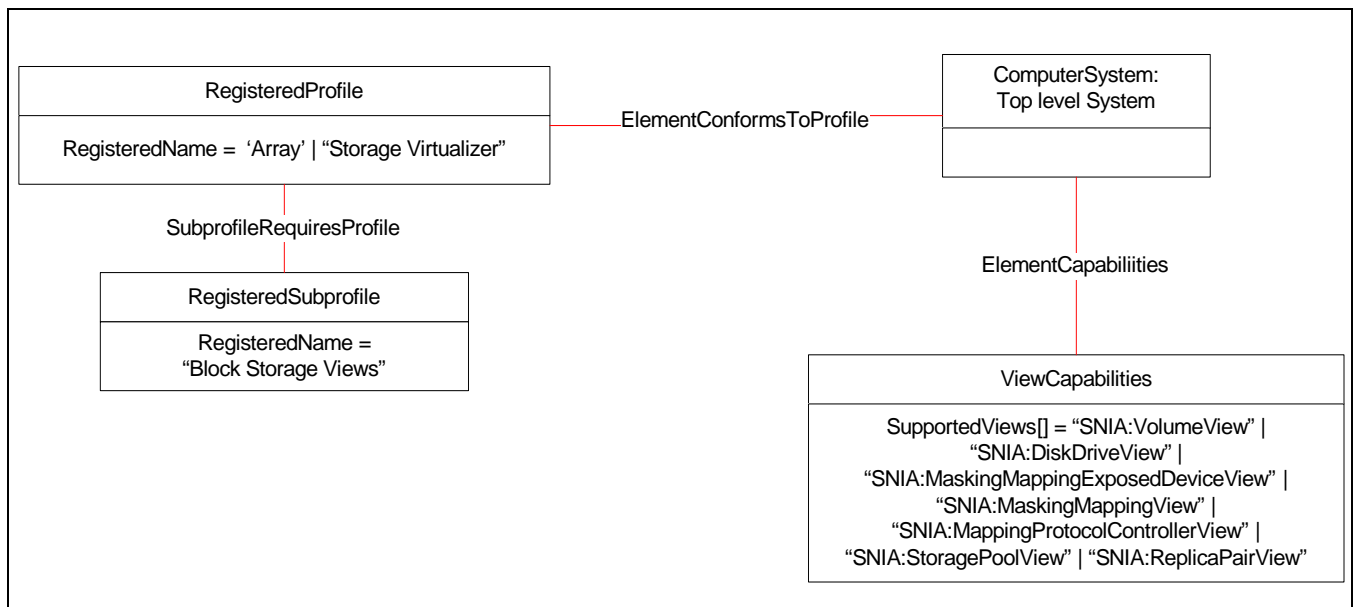 RegisteredProfile
RegisteredName = ‘Array’ | “Storage Virtualizer”
ElementConformsToProfile
ComputerSystem:
Top level System
SubprofileRequiresProfile
RegisteredSubprofile
RegisteredName =
“Block Storage Views”
ElementCapabiliities
ViewCapabilities
SupportedViews[] = “SNIA:VolumeView” |
“SNIA:DiskDriveView” |
“SNIA:MaskingMappingExposedDeviceView” |
“SNIA:MaskingMappingView” |
“SNIA:MappingProtocolControllerView” |
“SNIA:StoragePoolView” | “SNIA:ReplicaPairView”